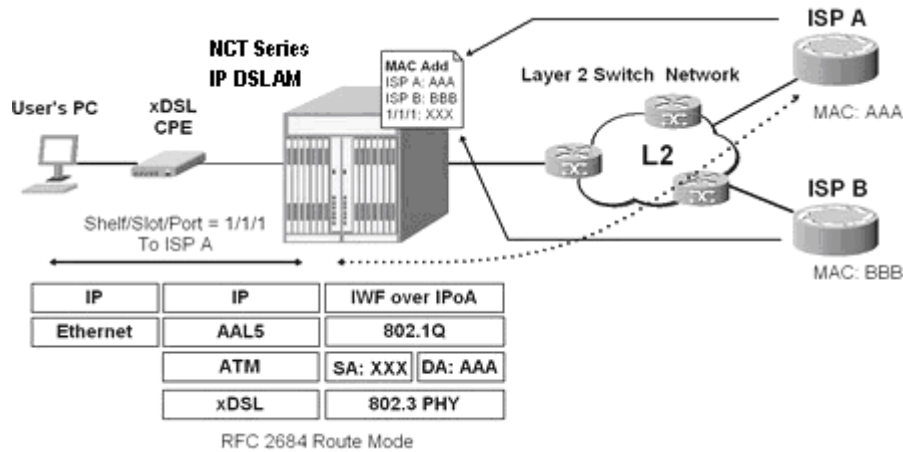 ISP A
NCT Series
IP DSLAM
MAC Add
ISP A: AAA
ISP B: BBB
1/1/1: XXX
Layer 2 Switch Network
User's PC
xDSL
CPE
MAC: AAA
L2
ISP B
Shelf/Slot/Port = 1/1/1
To ISP A
MAC: BBB
IP
IP
IWF over IPoA
Ethernet
AAL5
802.1Q
ATM
SA: XXX
DA: AAA
xDSL
802.3 PHY
RFC 2684 Route Mode